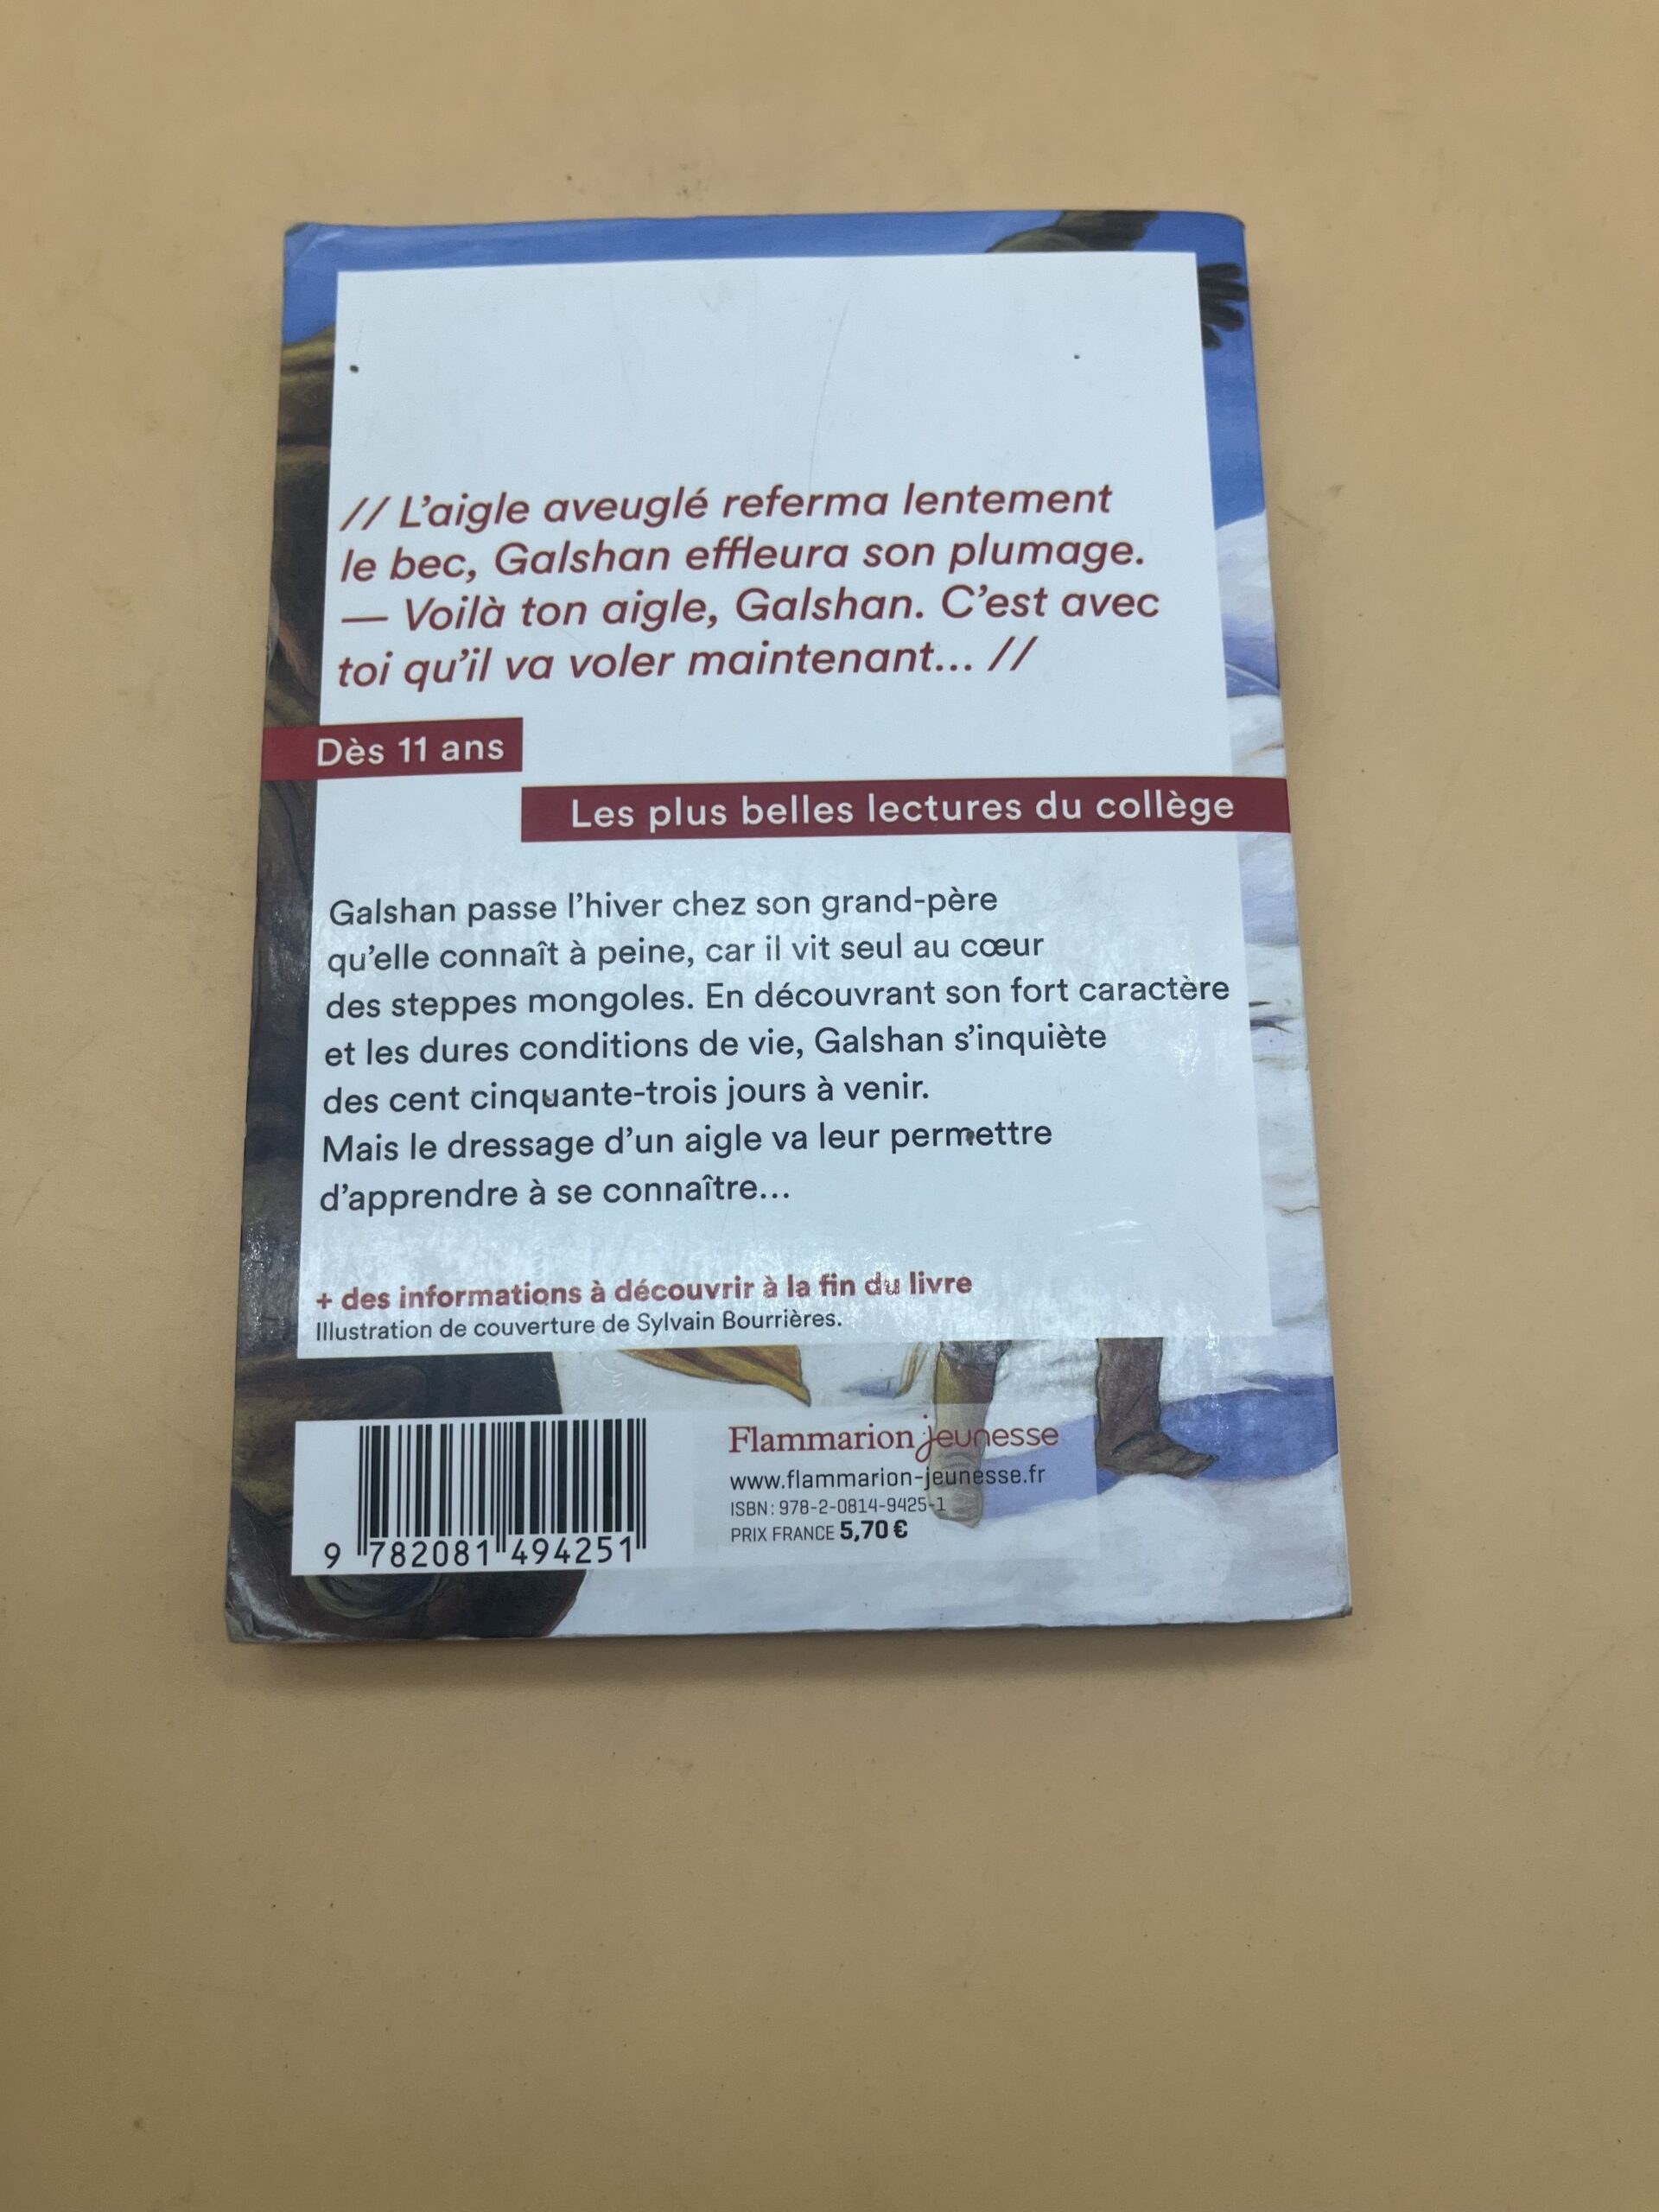 // L'aigle aveuglé referma lentement
le bec, Galshan effleura son plumage.
— Voilà ton aigle, Galshan. C'est avec
toi qu'il va voler maintenant... //
Dès 11 ans
Les plus belles lectures du collège
Galshan passe l'hiver chez son grand-père
qu'elle connaît à peine, car il vit seul au cœur
des steppes mongoles. En découvrant son fort caractère
et les dures conditions de vie, Galshan s'inquiète
des cent cinquante-trois jours à venir.
Mais le dressage d'un aigle va leur permettre
d'apprendre à se connaître...
+ des informations à découvrir à la fin du livre
Illustration de couverture de Sylvain Bourrières.
Flammarion jeunesse
www.flammarion-jeunesse.fr
ISBN : 978-2-0814-9425-1
PRIX FRANCE 5,70 €
9 782081 494251